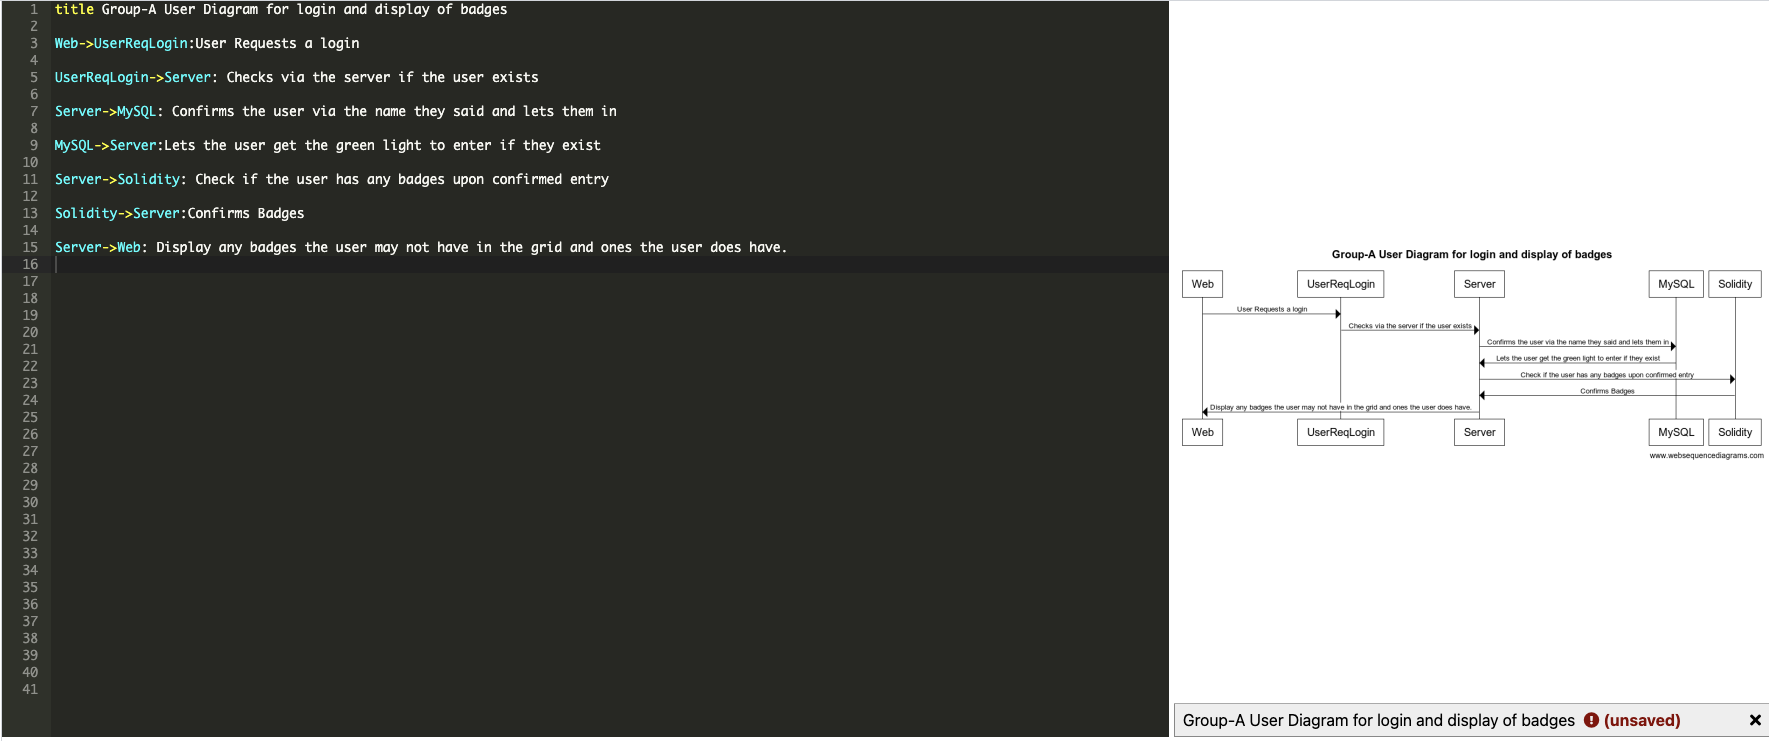 1 title Group-A User Diagram for login and display of badges
2
3 Web->UserReqLogin:User Requests a login
4
5 UserReqLogin->Server: Checks via the server if the user exists
6
7 Server->MySQL: Confirms the user via the name they said and lets them in
8
9 MySQL->Server:Lets the user get the green light to enter if they exist
10
11 Server->Solidity: Check if the user has any badges upon confirmed entry
12
13 Solidity->Server:Confirms Badges
14
15 Server->Web: Display any badges the user may not have in the grid and ones the user does have.
16
17
18
19
20
21
22
23
24
25
26
27
28
29
30
31
32
33
34
35
36
37
38
39
40
41
Group-A User Diagram for login and display of badges
Web UserReqLogin Server MySQL Solidity
User Requests a login
Checks via the server if the user exists
Confirms the user via the name they said and lets them in
Lets the user get the green light to enter if they exist
Check if the user has any badges upon confirmed entry
Confirms Badges
Display any badges the user may not have in the grid and ones the user does have.
Web UserReqLogin Server MySQL Solidity
www.websequencediagrams.com
Group-A User Diagram for login and display of badges (unsaved)